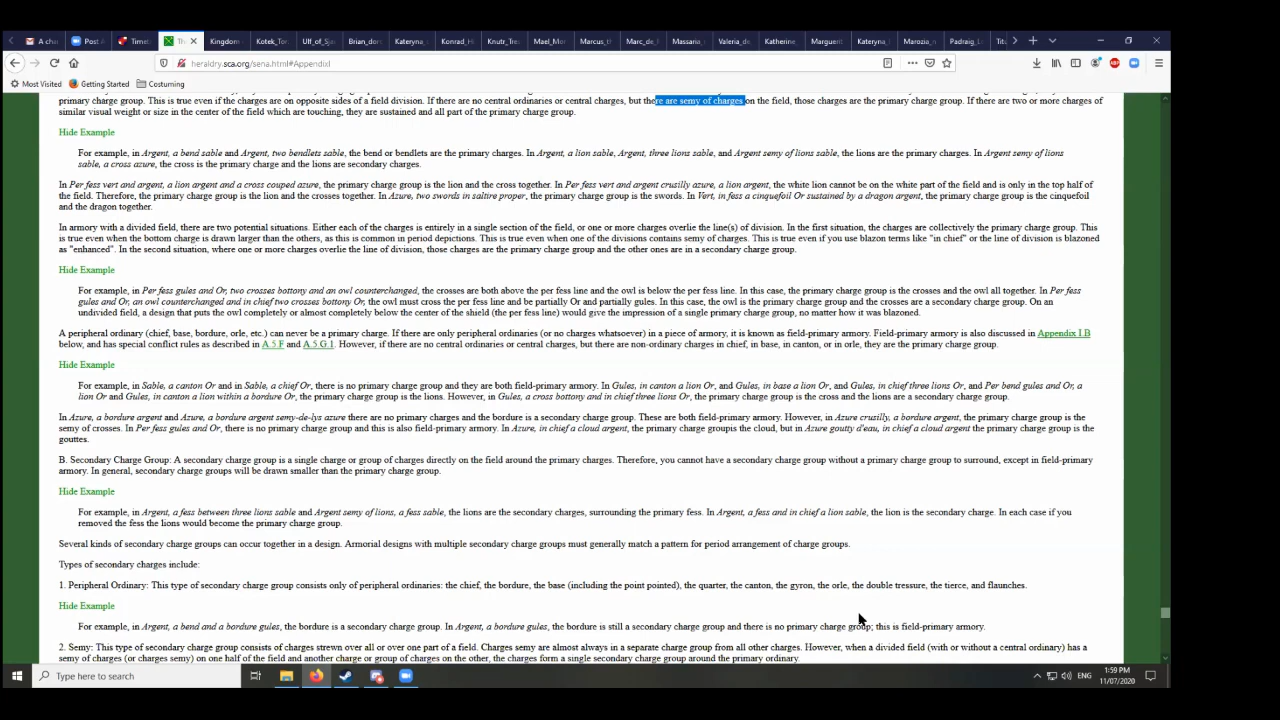 A cha
Post A
Timeli
Th
Kingdom
Kotek_Tor
Ulf_of_Sja
Brian_dor
Kateryna_
Konrad_H
Knutr_Tre
Mael_Mor
Marcus_th
Marc_de_
Massaria_
Valeria_de
Katherine_
Marguerit
Kateryna_
Marozia_r
Padraig_L
Titu
heraldry.sca.org/sena.html#AppendixI
Most Visited
Getting Started
Costuming
primary charge group. This is true even if the charges are on opposite sides of a field division. If there are no central ordinaries or central charges, but there are semy of charges on the field, those charges are the primary charge group. If there are two or more charges of
similar visual weight or size in the center of the field which are touching, they are sustained and all part of the primary charge group.
Hide Example
For example, in Argent, a bend sable and Argent, two bendlets sable, the bend or bendlets are the primary charges. In Argent, a lion sable, Argent, three lions sable, and Argent semy of lions sable, the lions are the primary charges. In Argent semy of lions
sable, a cross azure, the cross is the primary charge and the lions are secondary charges.
In Per fess vert and argent, a lion argent and a cross couped azure, the primary charge group is the lion and the cross together. In Per fess vert and argent crusilly azure, a lion argent, the white lion cannot be on the white part of the field and is only in the top half of
the field. Therefore, the primary charge group is the lion and the crosses together. In Azure, two swords in saltire proper, the primary charge group is the swords. In Vert, in fess a cinquefoil Or sustained by a dragon argent, the primary charge group is the cinquefoil
and the dragon together.
In armory with a divided field, there are two potential situations. Either each of the charges is entirely in a single section of the field, or one or more charges overlie the line(s) of division. In the first situation, the charges are collectively the primary charge group. This
is true even when the bottom charge is drawn larger than the others, as this is common in period depictions. This is true even when one of the divisions contains semy of charges. This is true even if you use blazon terms like "in chief" or the line of division is blazoned
as "enhanced". In the second situation, where one or more charges overlie the line of division, those charges are the primary charge group and the other ones are in a secondary charge group.
Hide Example
For example, in Per fess gules and Or, two crosses bottony and an owl counterchanged, the crosses are both above the per fess line and the owl is below the per fess line. In this case, the primary charge group is the crosses and the owl all together. In Per fess
gules and Or, an owl counterchanged and in chief two crosses bottony Or, the owl must cross the per fess line and be partially Or and partially gules. In this case, the owl is the primary charge group and the crosses are a secondary charge group. On an
undivided field, a design that puts the owl completely or almost completely below the center of the shield (the per fess line) would give the impression of a single primary charge group, no matter how it was blazoned.
A peripheral ordinary (chief, base, bordure, orle, etc.) can never be a primary charge. If there are only peripheral ordinaries (or no charges whatsoever) in a piece of armory, it is known as field-primary armory. Field-primary armory is also discussed in Appendix I.B
below, and has special conflict rules as described in A.5.F and A.5.G.1. However, if there are no central ordinaries or central charges, but there are non-ordinary charges in chief, in base, in canton, or in orle, they are the primary charge group.
Hide Example
For example, in Sable, a canton Or and in Sable, a chief Or, there is no primary charge group and they are both field-primary armory. In Gules, in canton a lion Or, and Gules, in base a lion Or, and Gules, in chief three lions Or, and Per bend gules and Or, a
lion Or and Gules, in canton a lion within a bordure Or, the primary charge group is the lions. However, in Gules, a cross bottony and in chief three lions Or, the primary charge group is the cross and the lions are a secondary charge group.
In Azure, a bordure argent and Azure, a bordure argent semy-de-lys azure there are no primary charges and the bordure is a secondary group. These are both field-primary armory. However, in Azure crusilly, a bordure argent, the primary charge group is the
semy of crosses. In Per fess gules and Or, there is no primary charge group and this is also field-primary armory. In Azure, in chief a cloud argent, the primary charge groupis the cloud, but in Azure goutty d'eau, in chief a cloud argent the primary charge group is the
gouttes.
B. Secondary Charge Group: A secondary charge group is a single charge or group of charges directly on the field around the primary charges. Therefore, you cannot have a secondary charge group without a primary charge group to surround, except in field-primary
armory. In general, secondary charge groups will be drawn smaller than the primary charge group.
Hide Example
For example, in Argent, a fess between three lions sable and Argent semy of lions, a fess sable, the lions are the secondary charges, surrounding the primary fess. In Argent, a fess and in chief a lion sable, the lion is the secondary charge. In each case if you
removed the fess the lions would become the primary charge group.
Several kinds of secondary charge groups can occur together in a design. Armorial designs with multiple secondary charge groups must generally match a pattern for period arrangement of charge groups.
Types of secondary charges include:
1. Peripheral Ordinary: This type of secondary charge group consists only of peripheral ordinaries: the chief, the bordure, the base (including the point pointed), the quarter, the canton, the gyron, the orle, the double tressure, the tierce, and flaunches.
Hide Example
For example, in Argent, a bend and a bordure gules, the bordure is a secondary charge group. In Argent, a bordure gules, the bordure is still a secondary charge group and there is no primary charge group; this is field-primary armory.
2. Semy: This type of secondary charge group consists of charges strewn over all or over one part of a field. Charges semy are almost always in a separate charge group from all other charges. However, when a divided field (with or without a central ordinary) has a
semy of charges (or charges semy) on one half of the field and another charge or group of charges on the other, the charges form a single secondary charge group around the primary ordinary.
Type here to search
ENG
1:59 PM
11/07/2020